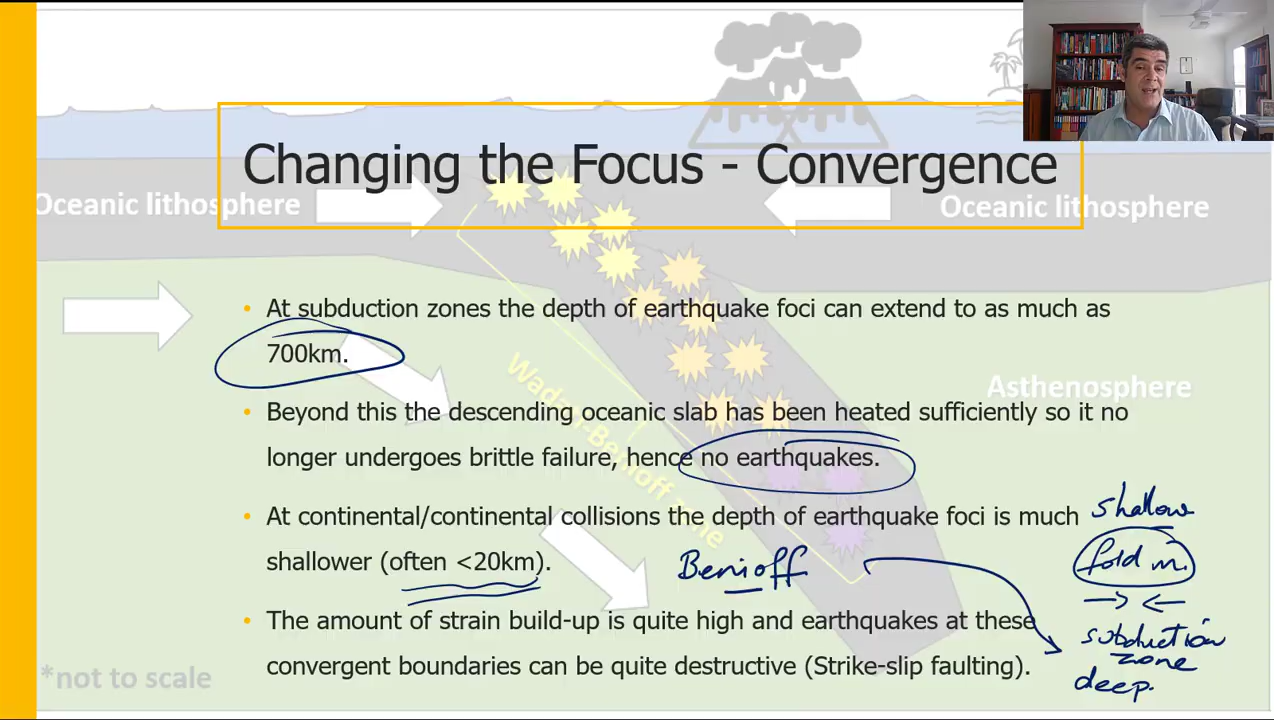 Changing the Focus - Convergence
Oceanic lithosphere
Oceanic lithosphere
• At subduction zones the depth of earthquake foci can extend to as much as
700km.
Asthenosphere
• Beyond this the descending oceanic slab has been heated sufficiently so it no
longer undergoes brittle failure, hence no earthquakes.
Wadati-Benioff zone
• At continental/continental collisions the depth of earthquake foci is much
shallower (often <20km).
• The amount of strain build-up is quite high and earthquakes at these
convergent boundaries can be quite destructive (Strike-slip faulting).
*not to scale
Benioff
shallow
fold m.
subduction
zone
deep.